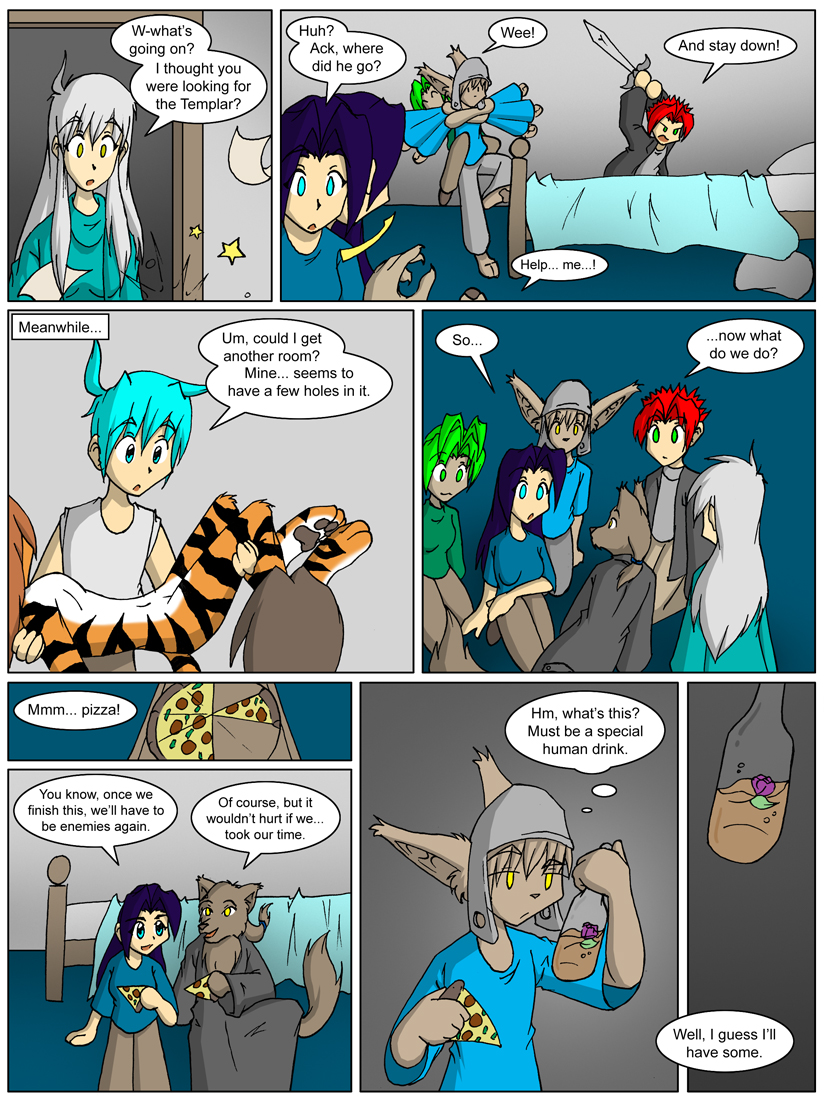 W-what's
going on?
I thought you
were looking for
the Templar?
Huh?
Ack, where
did he go?
Wee!
And stay down!
Help... me...!
Meanwhile...
Um, could I get
another room?
Mine... seems to
have a few holes in it.
So...
...now what
do we do?
Mmm... pizza!
You know, once we
finish this, we'll have to
be enemies again.
Of course, but it
wouldn't hurt if we...
took our time.
Hm, what's this?
Must be a special
human drink.
Well, I guess I'll
have some.